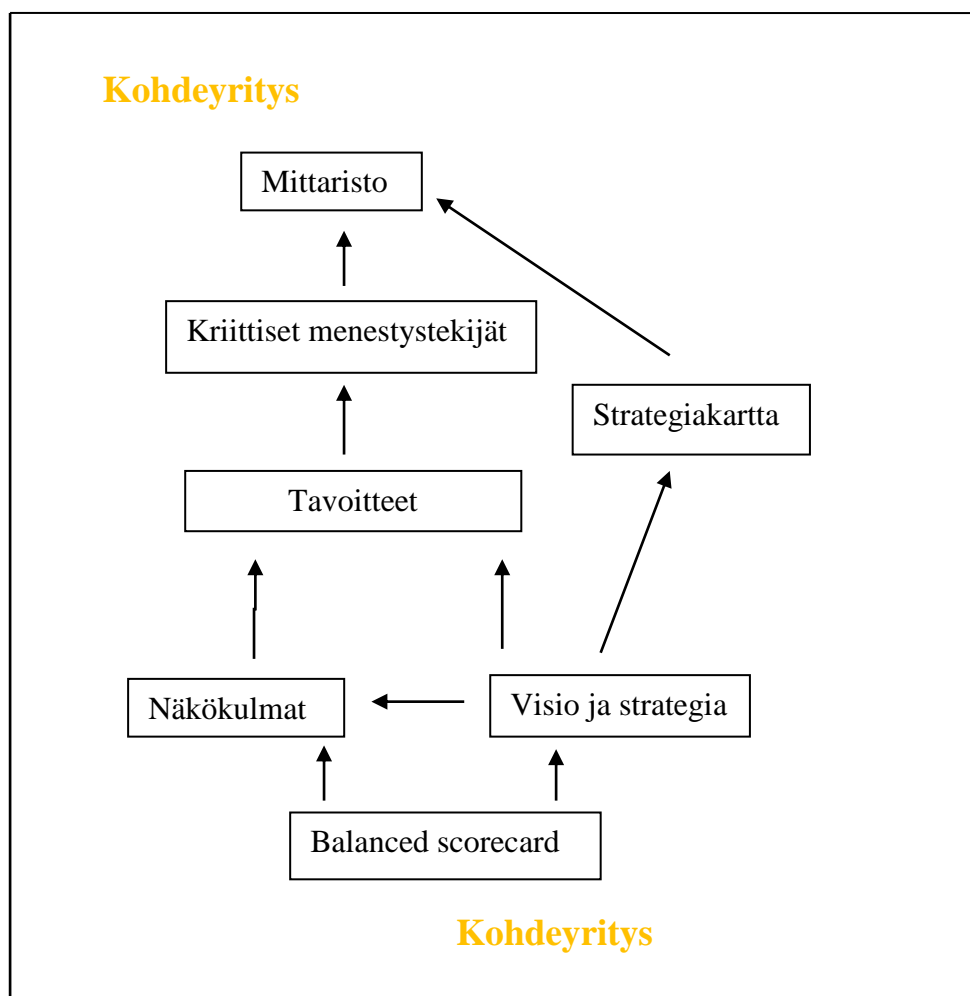 Kohdeyritys
Mittaristo
Kriittiset menestystekijät
Strategiakartta
Tavoitteet
Näkökulmat
Visio ja strategia
Balanced scorecard
Kohdeyritys